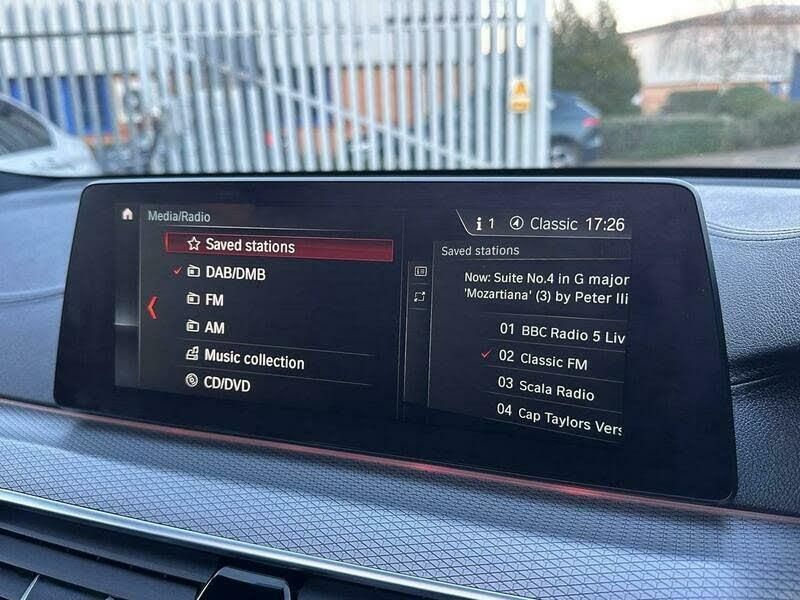 Media/Radio
i 1 Classic 17:26
Saved stations
DAB/DMB
FM
AM
Music collection
CD/DVD
Saved stations
Now: Suite No.4 in G major
'Mozartiana' (3) by Peter Ili
01 BBC Radio 5 Liv
02 Classic FM
03 Scala Radio
04 Cap Taylors Vers